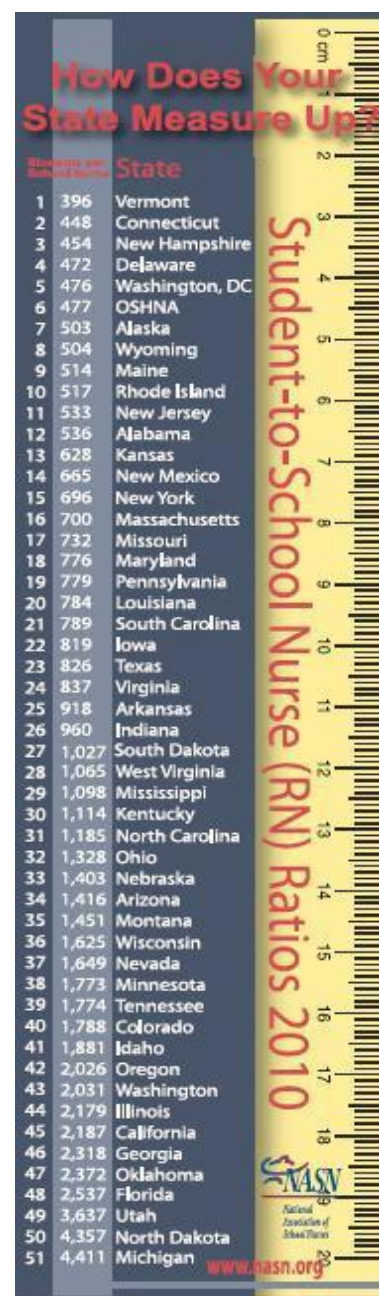 How Does Your
State Measure Up?
Students per
School Nurse State
1 396 Vermont
2 448 Connecticut
3 454 New Hampshire
4 472 Delaware
5 476 Washington, DC
6 477 OSHNA
7 503 Alaska
8 504 Wyoming
9 514 Maine
10 517 Rhode Island
11 533 New Jersey
12 536 Alabama
13 628 Kansas
14 665 New Mexico
15 696 New York
16 700 Massachusetts
17 732 Missouri
18 776 Maryland
19 779 Pennsylvania
20 784 Louisiana
21 789 South Carolina
22 819 Iowa
23 826 Texas
24 837 Virginia
25 918 Arkansas
26 960 Indiana
27 1,027 South Dakota
28 1,065 West Virginia
29 1,098 Mississippi
30 1,114 Kentucky
31 1,185 North Carolina
32 1,328 Ohio
33 1,403 Nebraska
34 1,416 Arizona
35 1,451 Montana
36 1,625 Wisconsin
37 1,649 Nevada
38 1,773 Minnesota
39 1,774 Tennessee
40 1,788 Colorado
41 1,881 Idaho
42 2,026 Oregon
43 2,031 Washington
44 2,179 Illinois
45 2,187 California
46 2,318 Georgia
47 2,372 Oklahoma
48 2,537 Florida
49 3,637 Utah
50 4,357 North Dakota
51 4,411 Michigan
Student-to-School Nurse (RN) Ratios 2010
0 cm
1
2
3
4
5
6
7
8
9
10
11
12
13
14
15
16
17
18
19
20
NASN
National
Association of
School Nurses
www.nasn.org